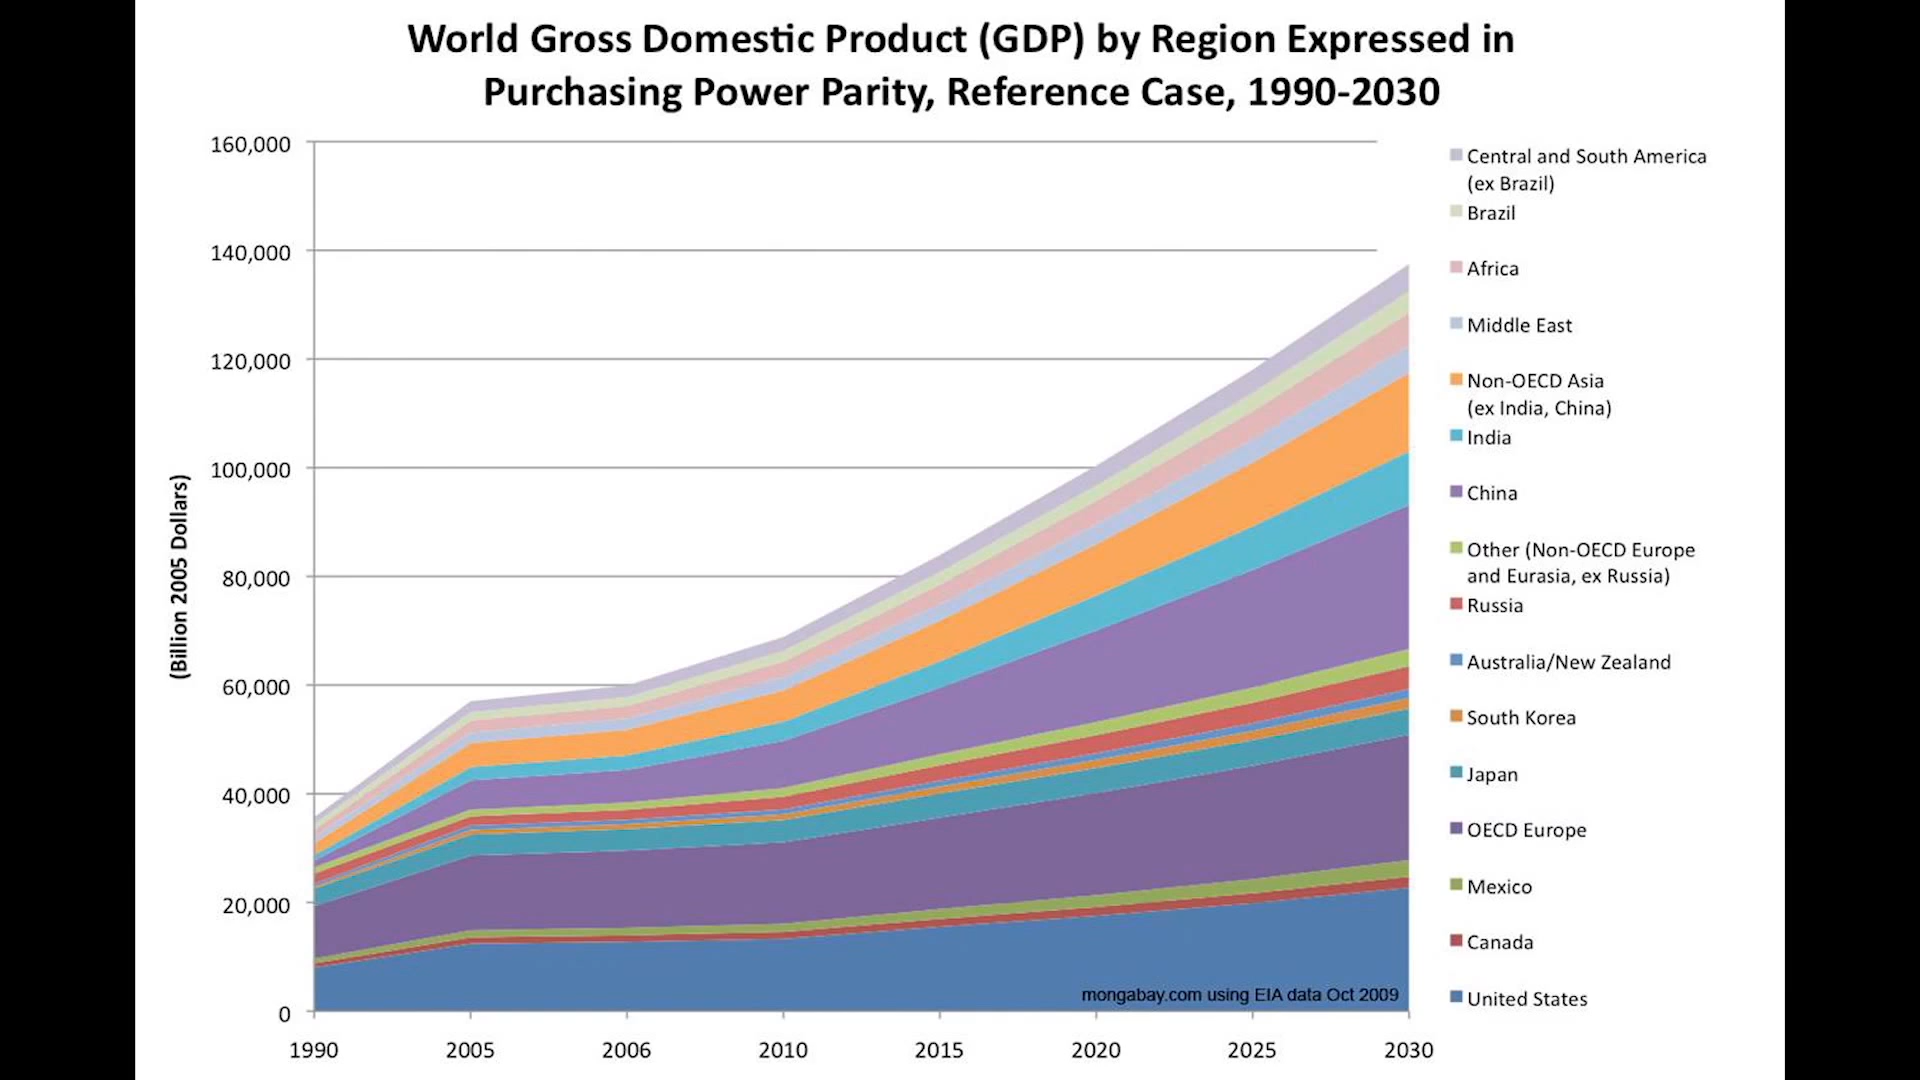 World Gross Domestic Product (GDP) by Region Expressed in
Purchasing Power Parity, Reference Case, 1990-2030
160,000
140,000
120,000
100,000
80,000
60,000
40,000
20,000
0
(Billion 2005 Dollars)
1990
2005
2006
2010
2015
2020
2025
2030
mongabay.com using EIA data Oct 2009
Central and South America
(ex Brazil)
Brazil
Africa
Middle East
Non-OECD Asia
(ex India, China)
India
China
Other (Non-OECD Europe
and Eurasia, ex Russia)
Russia
Australia/New Zealand
South Korea
Japan
OECD Europe
Mexico
Canada
United States